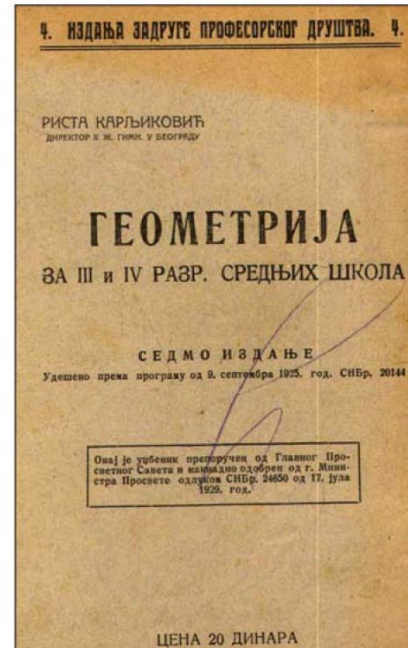 4. ИЗДАЊА ЗАДРУГЕ ПРОФЕСОРСКОГ ДРУШТВА. 4.
РИСТА КАРЉИКОВИЋ
ДИРЕКТОР II Ж. ГИМН. У БЕОГРАДУ
ГЕОМЕТРИЈА
ЗА III и IV РАЗР. СРЕДЊИХ ШКОЛА
СЕДМО ИЗДАЊЕ
Удешено према програму од 9. септембра 1925. год. СНБр. 20144
Овај је уџбеник препоручен од Главног Про-
светног Савета и накнадно одобрен од г. Мини-
стра Просвете одлуком СНБр. 24650 од 17. јула
1929. год.
ЦЕНА 20 ДИНАРА